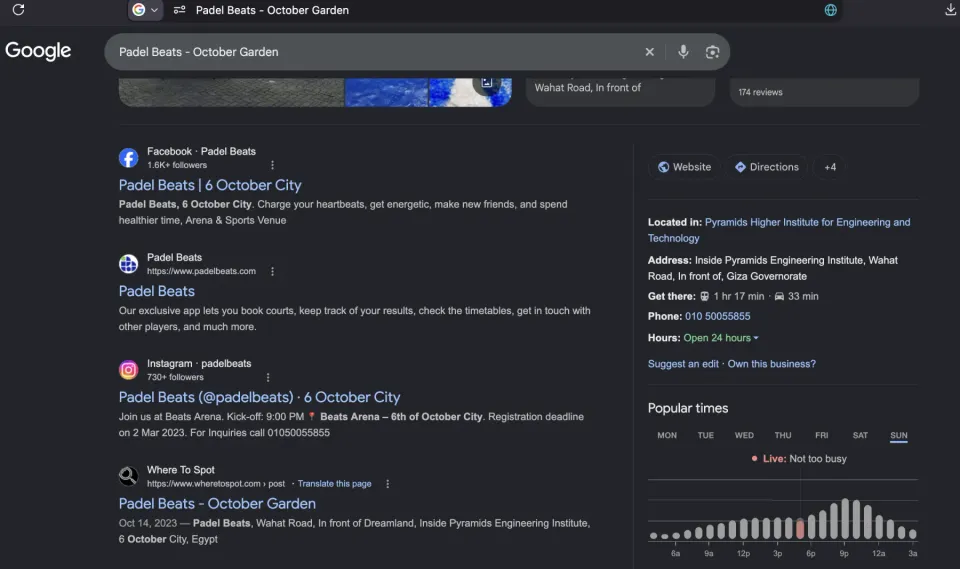 Padel Beats - October Garden
Google
Padel Beats - October Garden
Wahat Road, In front of
174 reviews
Facebook · Padel Beats
1.6K+ followers
Padel Beats | 6 October City
Padel Beats, 6 October City. Charge your heartbeats, get energetic, make new friends, and spend
healthier time, Arena & Sports Venue
Padel Beats
https://www.padelbeats.com
Padel Beats
Our exclusive app lets you book courts, keep track of your results, check the timetables, get in touch with
other players, and much more.
Instagram · padelbeats
730+ followers
Padel Beats (@padelbeats) · 6 October City
Join us at Beats Arena. Kick-off: 9:00 PM 📍 Beats Arena – 6th of October City. Registration deadline
on 2 Mar 2023. For Inquiries call 01050055855
Where To Spot
https://www.wheretospot.com › post · Translate this page
Padel Beats - October Garden
Oct 14, 2023 — Padel Beats, Wahat Road, In front of Dreamland, Inside Pyramids Engineering Institute,
6 October City, Egypt
Website
Directions
+4
Located in: Pyramids Higher Institute for Engineering and
Technology
Address: Inside Pyramids Engineering Institute, Wahat
Road, In front of, Giza Governorate
Get there: 1 hr 17 min · 33 min
Phone: 010 50055855
Hours: Open 24 hours
Suggest an edit · Own this business?
Popular times
MON TUE WED THU FRI SAT SUN
Live: Not too busy
6a 9a 12p 3p 6p 9p 12a 3a